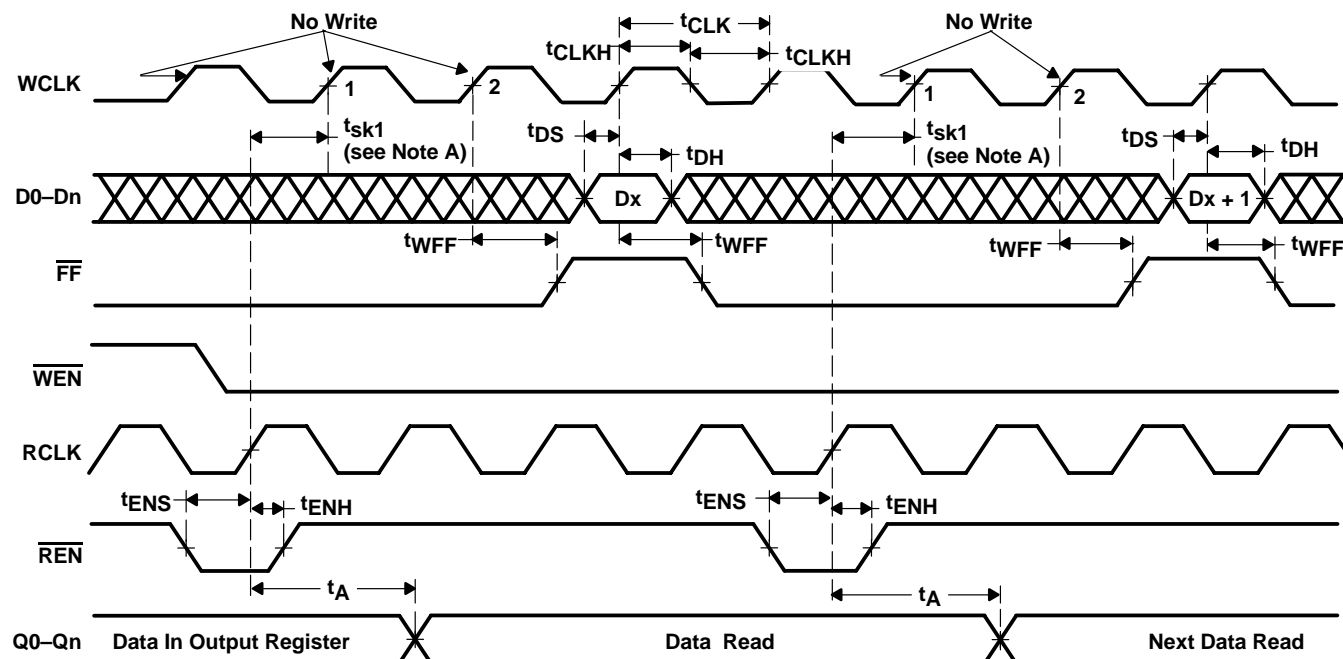 No Write
tCLK
No Write
tCLKH
tCLKH
WCLK
1
2
1
2
tsk1
(see Note A)
tDS
tDH
tsk1
(see Note A)
tDS
tDH
D0–Dn
Dx
Dx + 1
tWFF
tWFF
tWFF
tWFF
FF
WEN
RCLK
tENS
tENH
tENS
tENH
REN
tA
tA
Q0–Qn
Data In Output Register
Data Read
Next Data Read